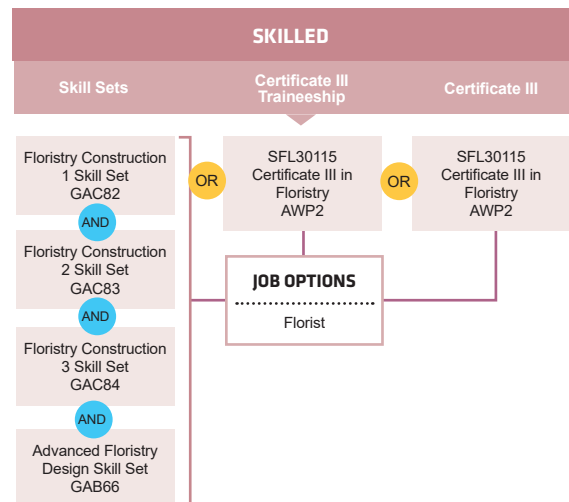 SKILLED
Skill Sets
Certificate III
Traineeship
Certificate III
Floristry Construction
1 Skill Set
GAC82
AND
Floristry Construction
2 Skill Set
GAC83
AND
Floristry Construction
3 Skill Set
GAC84
AND
Advanced Floristry
Design Skill Set
GAB66
OR
SFL30115
Certificate III in
Floristry
AWP2
OR
SFL30115
Certificate III in
Floristry
AWP2
JOB OPTIONS
Florist